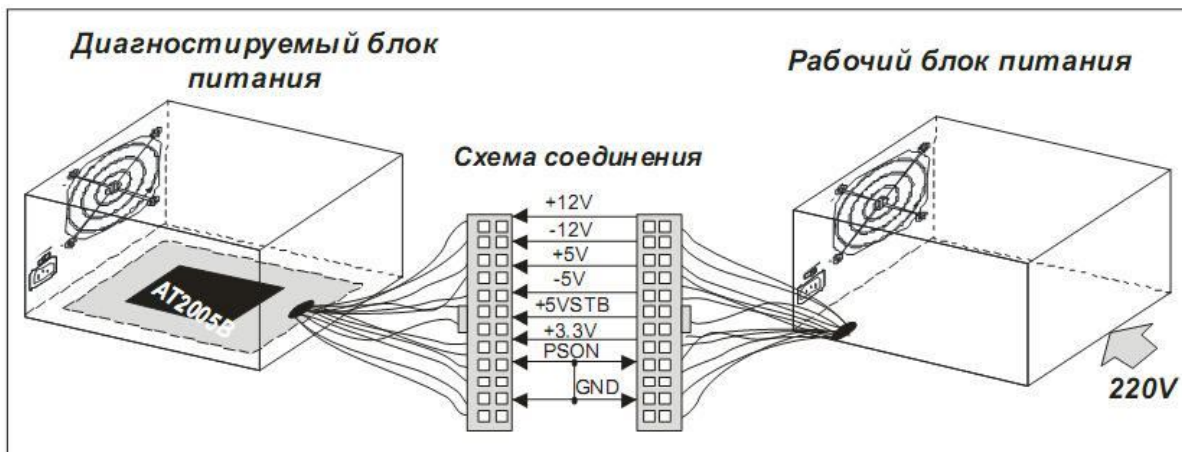 Диагностируемый блок
питания
Рабочий блок питания
Схема соединения
+12V
-12V
+5V
-5V
+5VSTB
+3.3V
PSON
GND
AT2005B
220V